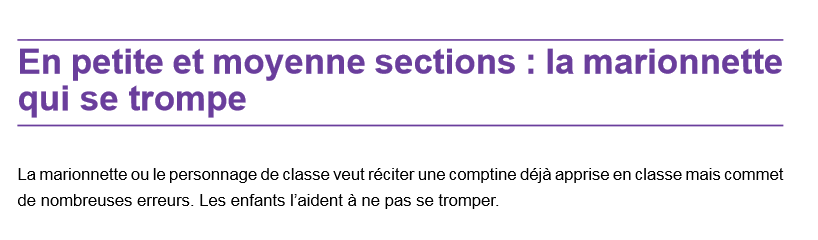 En petite et moyenne sections : la marionnette
qui se trompe
La marionnette ou le personnage de classe veut réciter une comptine déjà apprise en classe mais commet
de nombreuses erreurs. Les enfants l’aident à ne pas se tromper.